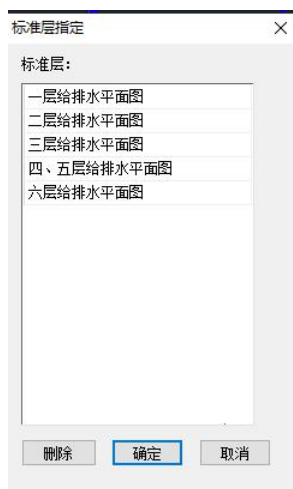 标准层指定
标准层：
一层给排水平面图
二层给排水平面图
三层给排水平面图
四、五层给排水平面图
六层给排水平面图
删除 确定 取消